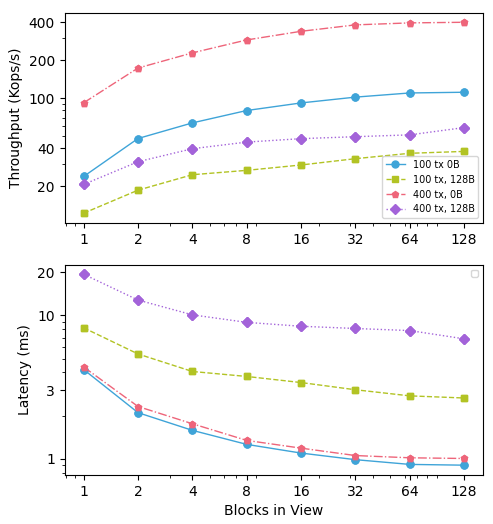 Throughput (Kops/s)
400
200
100
40
20
100 tx 0B
100 tx, 128B
400 tx, 0B
400 tx, 128B
1 2 4 8 16 32 64 128
Latency (ms)
20
10
3
1
1 2 4 8 16 32 64 128
Blocks in View